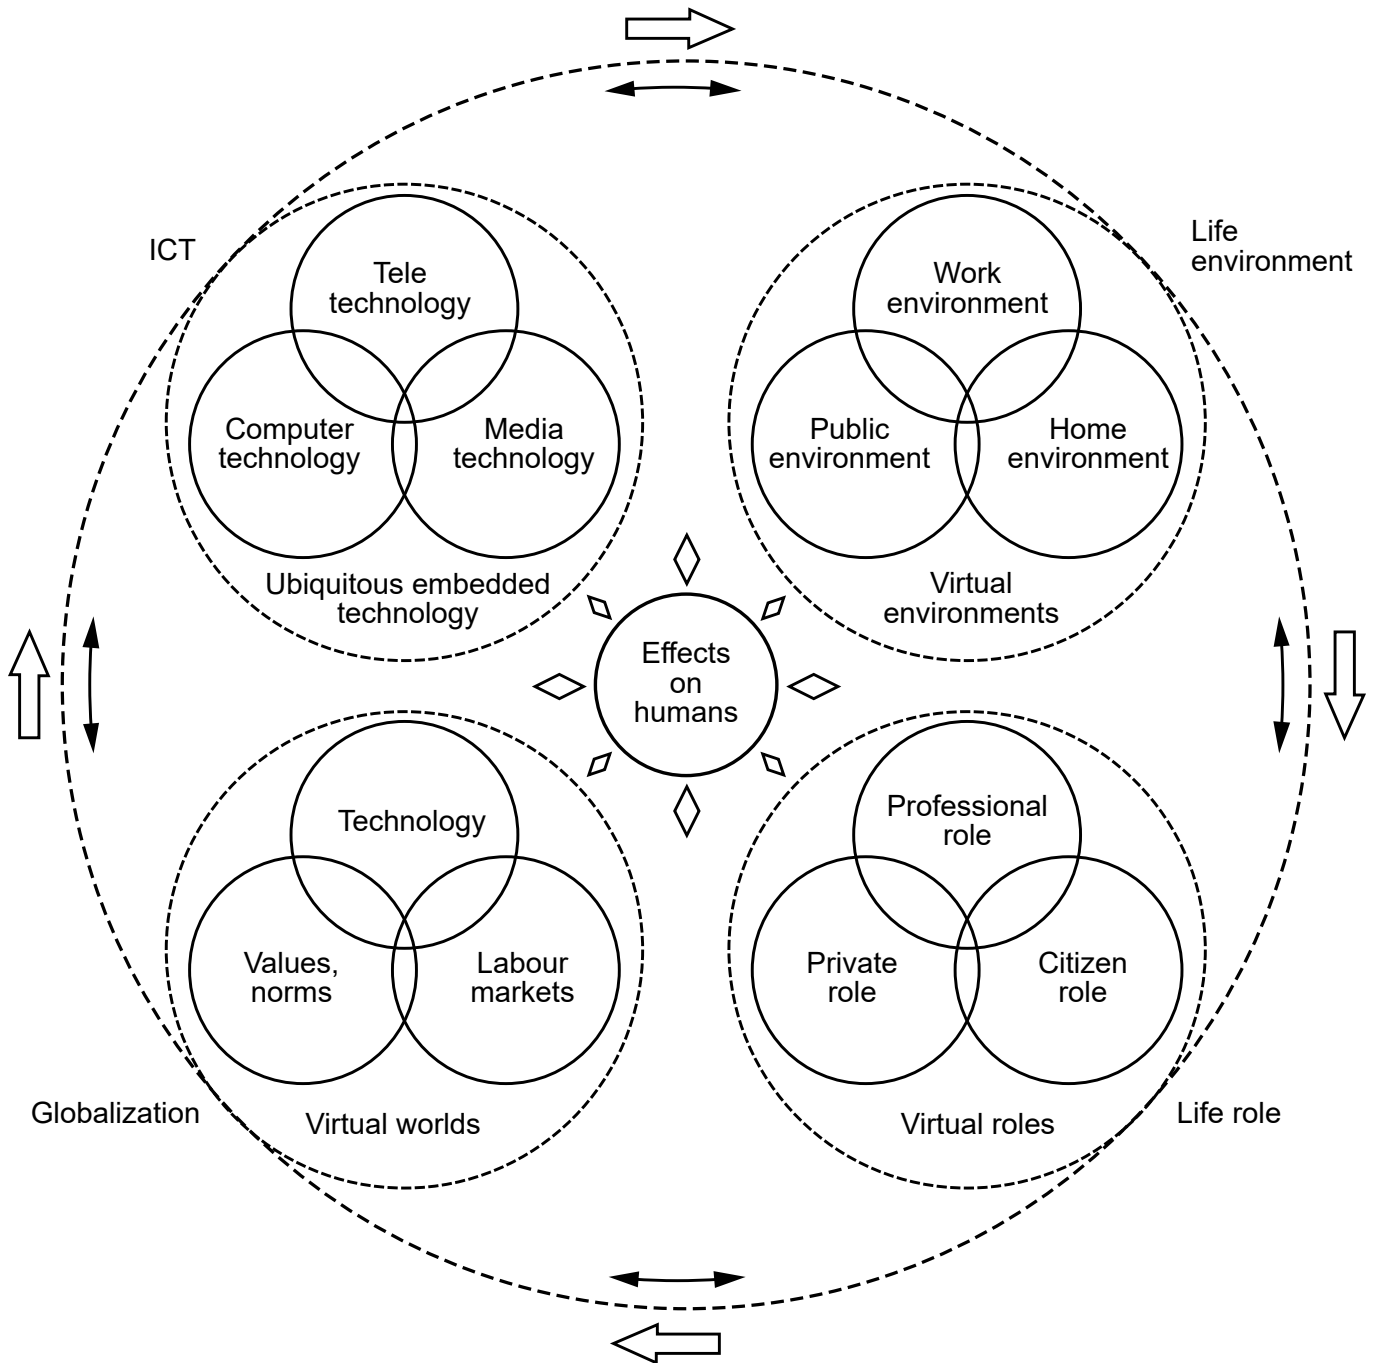 ICT
Tele
technology
Computer
technology
Media
technology
Ubiquitous embedded
technology
Life
environment
Work
environment
Public
environment
Home
environment
Virtual
environments
Effects
on
humans
Technology
Values,
norms
Labour
markets
Virtual worlds
Globalization
Professional
role
Private
role
Citizen
role
Virtual roles
Life role